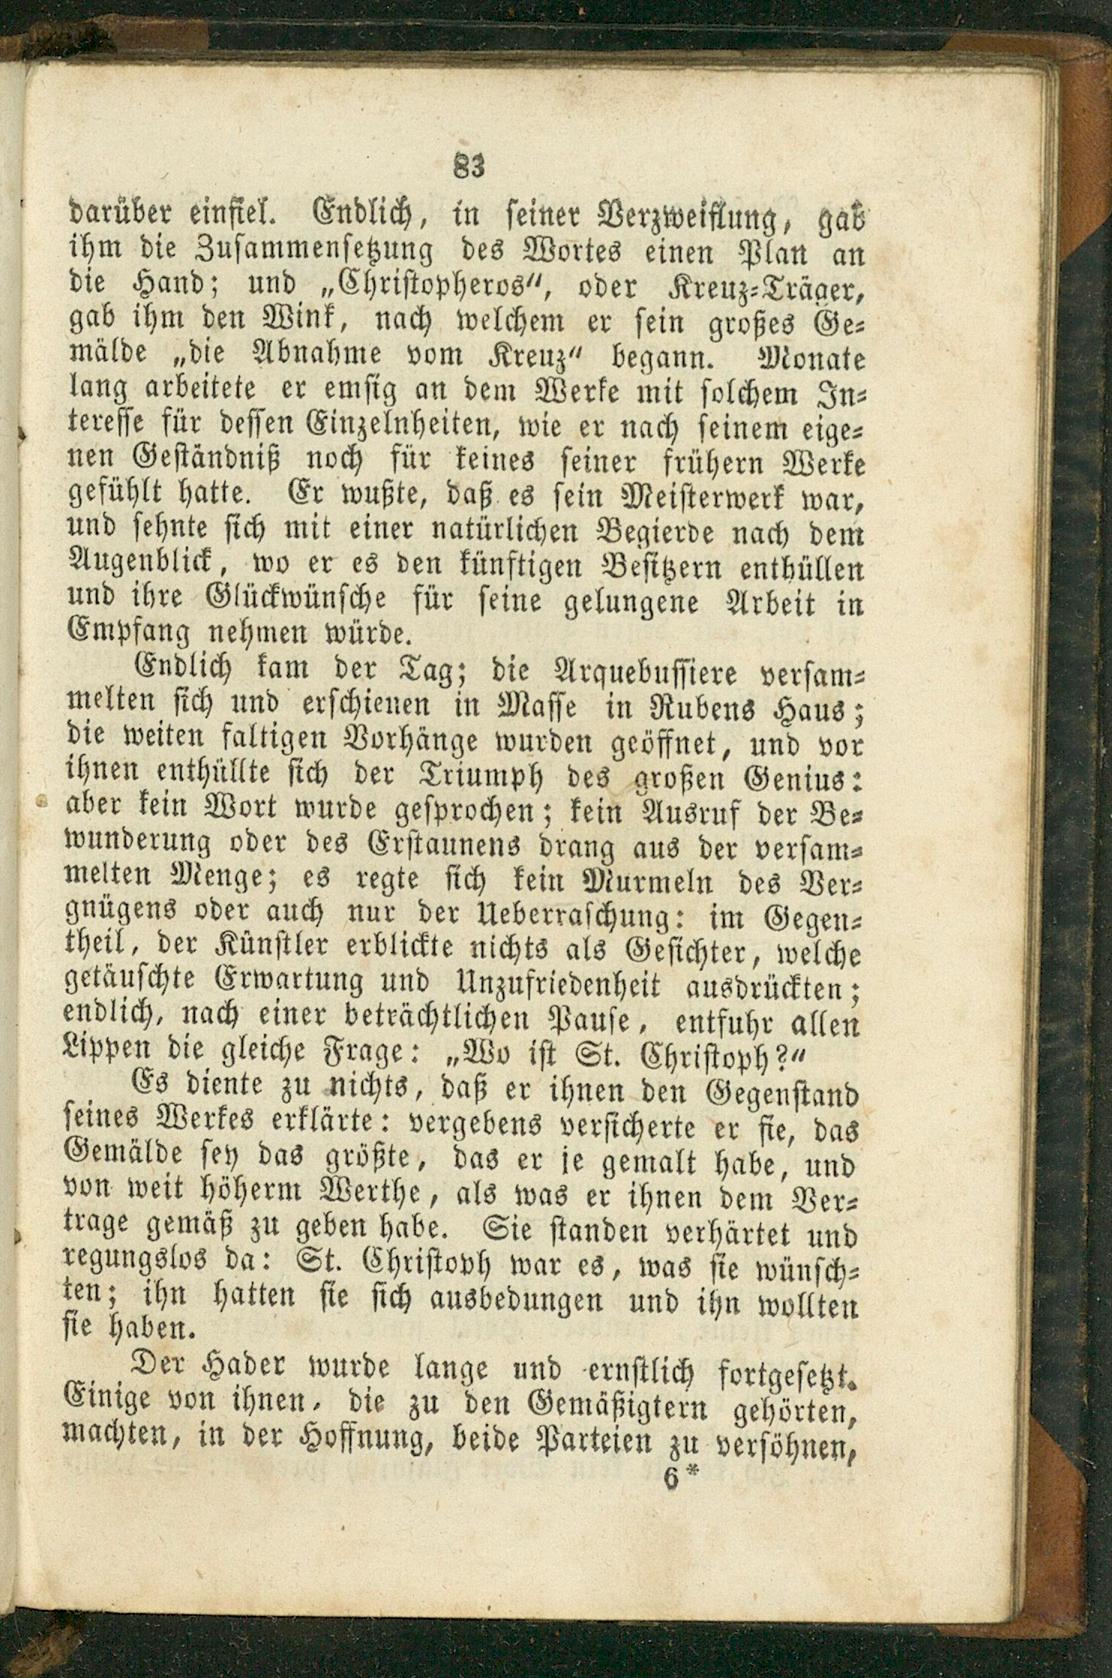 83
darüber einfiel. Endlich, in seiner Verzweiflung, gab
ihm die Zusammensetzung des Wortes einen Plan an
die Hand; und „Christopheros“, oder Kreuz-Träger,
gab ihm den Wink, nach welchem er sein großes Ge-
mälde „die Abnahme vom Kreuz“ begann. Monate
lang arbeitete er emsig an dem Werke mit solchem In-
teresse für dessen Einzelnheiten, wie er nach seinem eige-
nen Geständniß noch für keines seiner frühern Werke
gefühlt hatte. Er wußte, daß es sein Meisterwerk war,
und sehnte sich mit einer natürlichen Begierde nach dem
Augenblick, wo er es den künftigen Besitzern enthüllen
und ihre Glückwünsche für seine gelungene Arbeit in
Empfang nehmen würde.
Endlich kam der Tag; die Arquebussiere versam-
melten sich und erschienen in Masse in Rubens Haus;
die weiten faltigen Vorhänge wurden geöffnet, und vor
ihnen enthüllte sich der Triumph des großen Genius:
aber kein Wort wurde gesprochen; kein Ausruf der Be-
wunderung oder des Erstaunens drang aus der versam-
melten Menge; es regte sich kein Murmeln des Ver-
gnügens oder auch nur der Ueberraschung: im Gegen-
theil, der Künstler erblickte nichts als Gesichter, welche
getäuschte Erwartung und Unzufriedenheit ausdrückten;
endlich, nach einer beträchtlichen Pause, entfuhr allen
Lippen die gleiche Frage: „Wo ist St. Christoph?“
Es diente zu nichts, daß er ihnen den Gegenstand
seines Werkes erklärte: vergebens versicherte er sie, das
Gemälde sey das größte, das er je gemalt habe, und
von weit höherm Werthe, als was er ihnen dem Ver-
trage gemäß zu geben habe. Sie standen verhärtet und
regungslos da: St. Christoph war es, was sie wünsch-
ten; ihn hatten sie sich ausbedungen und ihn wollten
sie haben.
Der Hader wurde lange und ernstlich fortgesetzt.
Einige von ihnen, die zu den Gemäßigtern gehörten,
machten, in der Hoffnung, beide Parteien zu versöhnen,
6*